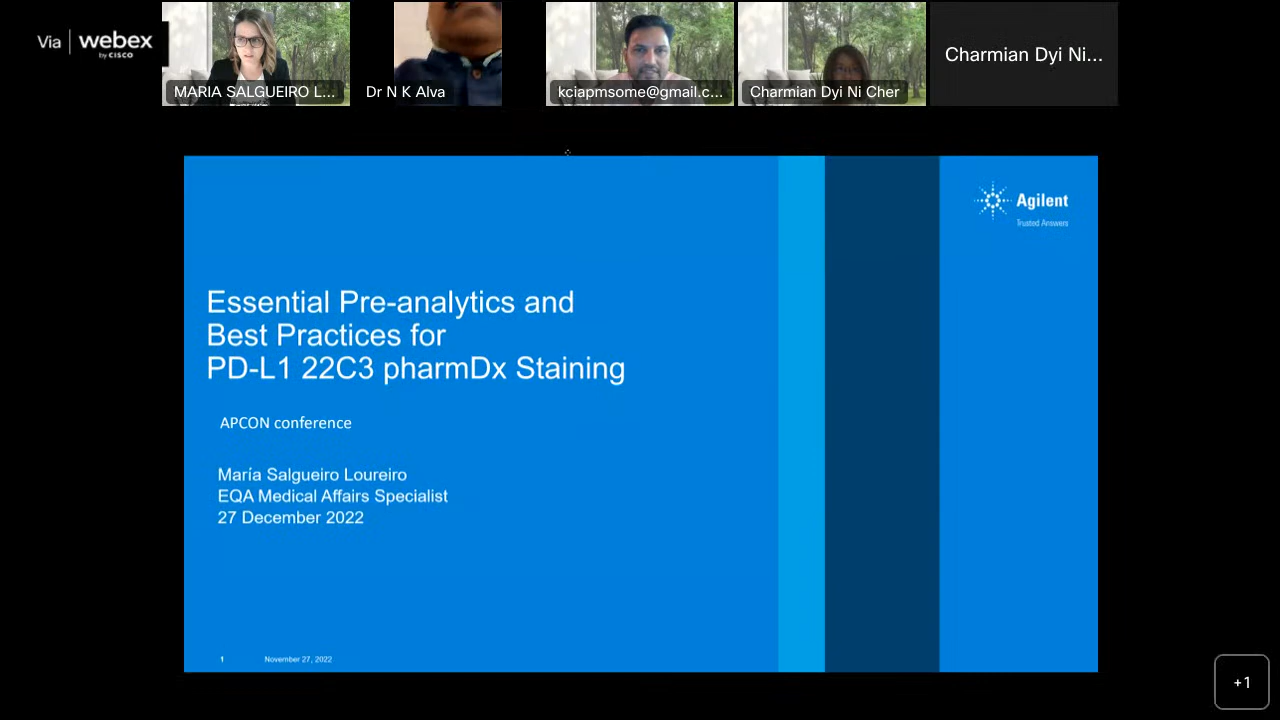 Via | webex
by CISCO
MARIA SALGUEIRO L...
Dr N K Alva
kciapmsome@gmail.c...
Charmian Dyi Ni Cher
Charmian Dyi Ni...
Agilent
Trusted Answers
Essential Pre-analytics and
Best Practices for
PD-L1 22C3 pharmDx Staining
APCON conference
María Salgueiro Loureiro
EQA Medical Affairs Specialist
27 December 2022
1 November 27, 2022
+1